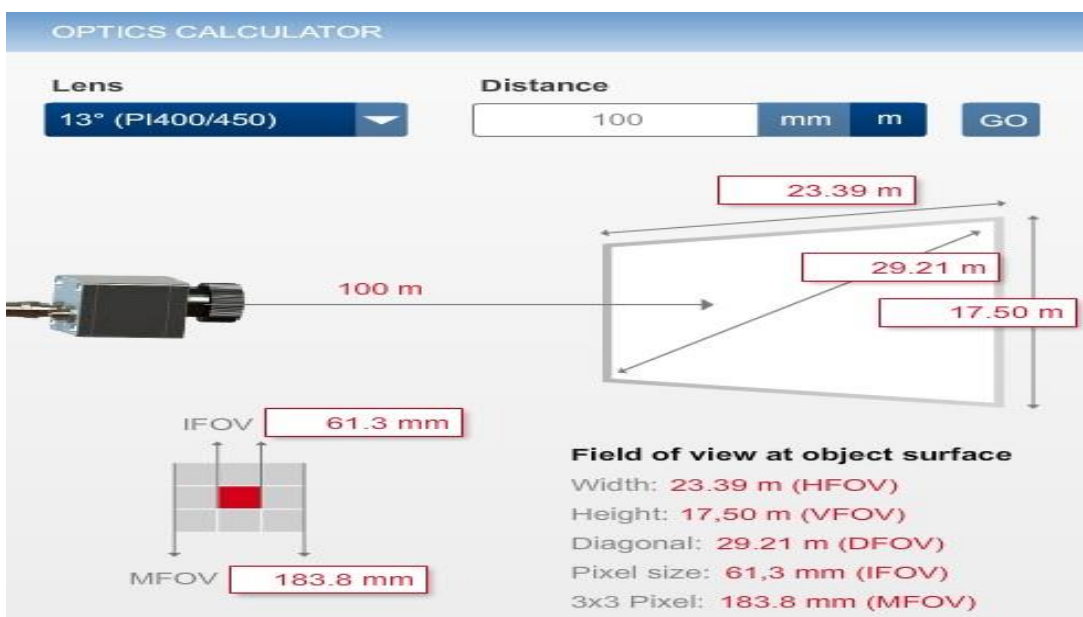 OPTICS CALCULATOR
Lens
Distance
13° (PI400/450)
100
mm
m
GO
23.39 m
29.21 m
100 m
17.50 m
IFOV
61.3 mm
MFOV
183.8 mm
Field of view at object surface
Width: 23.39 m (HFOV)
Height: 17,50 m (VFOV)
Diagonal: 29.21 m (DFOV)
Pixel size: 61,3 mm (IFOV)
3x3 Pixel: 183.8 mm (MFOV)